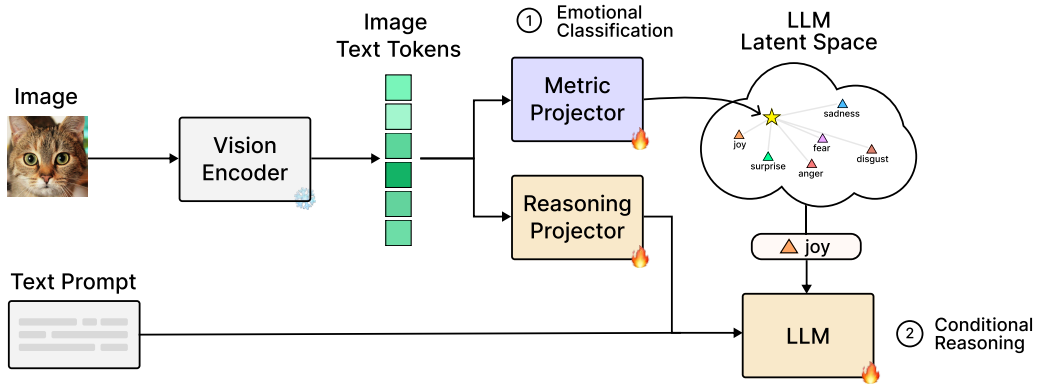 Image
Text Tokens
1
Emotional
Classification
LLM
Latent Space
Image
Vision
Encoder
Metric
Projector
sadness
joy
fear
surprise
anger
disgust
Reasoning
Projector
joy
Text Prompt
LLM
2
Conditional
Reasoning